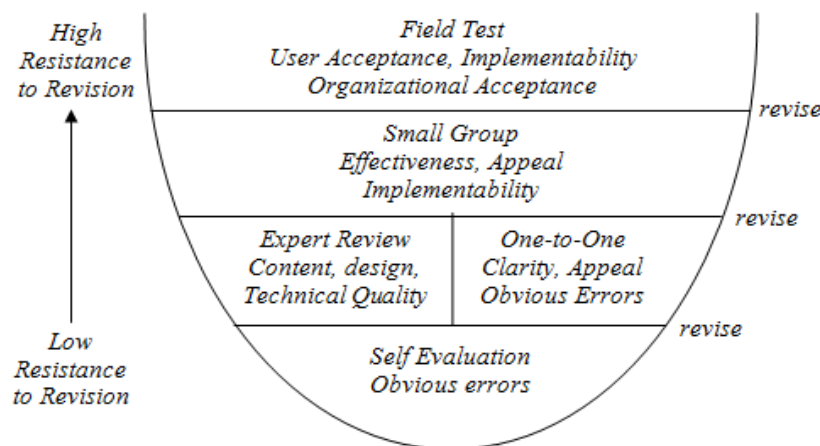 High
Resistance
to Revision
Field Test
User Acceptance, Implementability
Organizational Acceptance
revise
Small Group
Effectiveness, Appeal
Implementability
revise
Expert Review
Content, design,
Technical Quality
One-to-One
Clarity, Appeal
Obvious Errors
revise
Low
Resistance
to Revision
Self Evaluation
Obvious errors